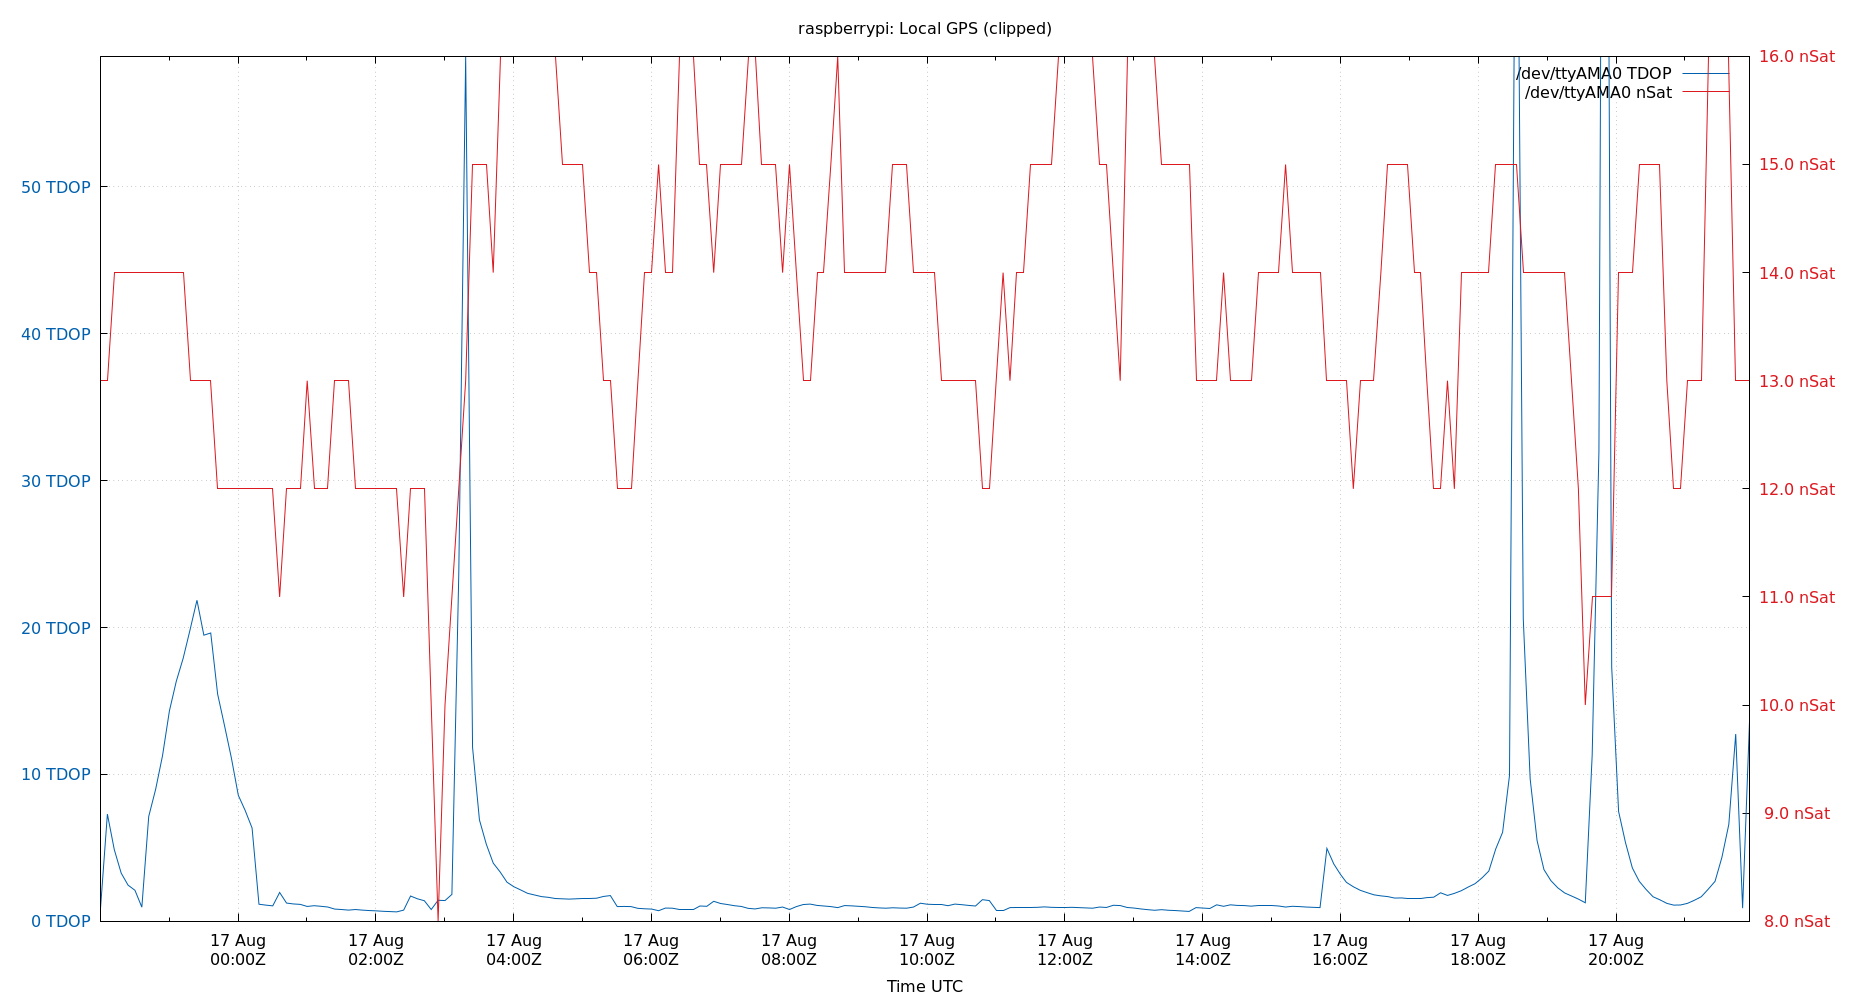 raspberrypi: Local GPS (clipped)
/dev/ttyAMA0 TDOP
/dev/ttyAMA0 nSat
50 TDOP
40 TDOP
30 TDOP
20 TDOP
10 TDOP
0 TDOP
16.0 nSat
15.0 nSat
14.0 nSat
13.0 nSat
12.0 nSat
11.0 nSat
10.0 nSat
9.0 nSat
8.0 nSat
17 Aug
00:00Z
17 Aug
02:00Z
17 Aug
04:00Z
17 Aug
06:00Z
17 Aug
08:00Z
17 Aug
10:00Z
17 Aug
12:00Z
17 Aug
14:00Z
17 Aug
16:00Z
17 Aug
18:00Z
17 Aug
20:00Z
Time UTC